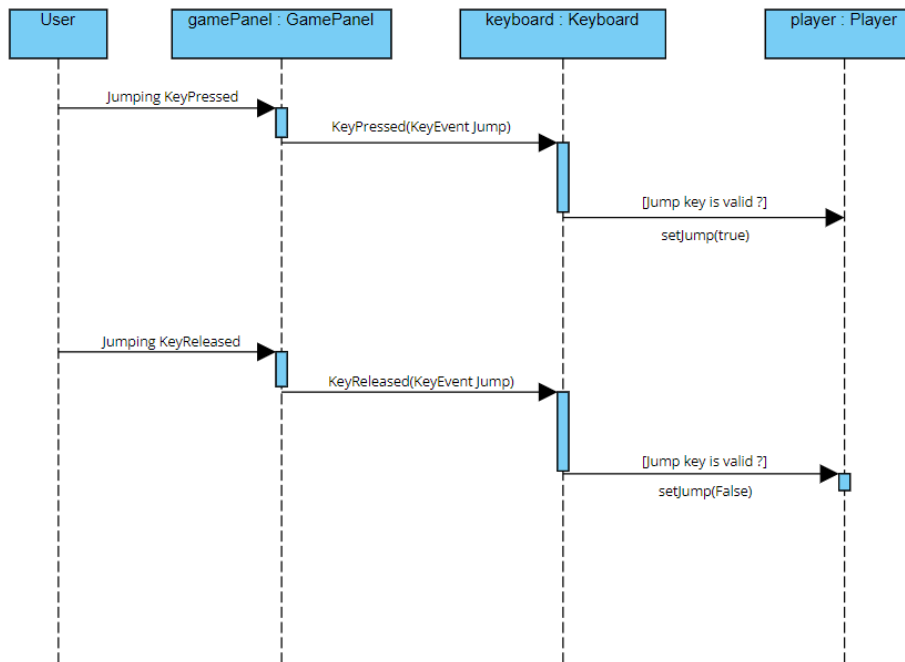 User
gamePanel : GamePanel
keyboard : Keyboard
player : Player
Jumping KeyPressed
KeyPressed(KeyEvent Jump)
[Jump key is valid ?]
setJump(true)
Jumping KeyReleased
KeyReleased(KeyEvent Jump)
[Jump key is valid ?]
setJump(False)